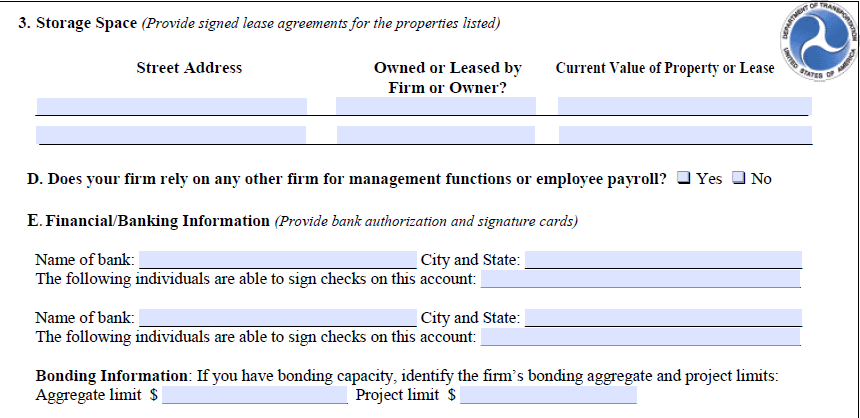 3. Storage Space (Provide signed lease agreements for the properties listed)
DEPARTMENT OF TRANSPORTATION
UNITED STATES OF AMERICA
Street Address Owned or Leased by Current Value of Property or Lease
Firm or Owner?
D. Does your firm rely on any other firm for management functions or employee payroll? Yes No
E. Financial/Banking Information (Provide bank authorization and signature cards)
Name of bank: City and State:
The following individuals are able to sign checks on this account:
Name of bank: City and State:
The following individuals are able to sign checks on this account:
Bonding Information: If you have bonding capacity, identify the firm's bonding aggregate and project limits:
Aggregate limit $ Project limit $